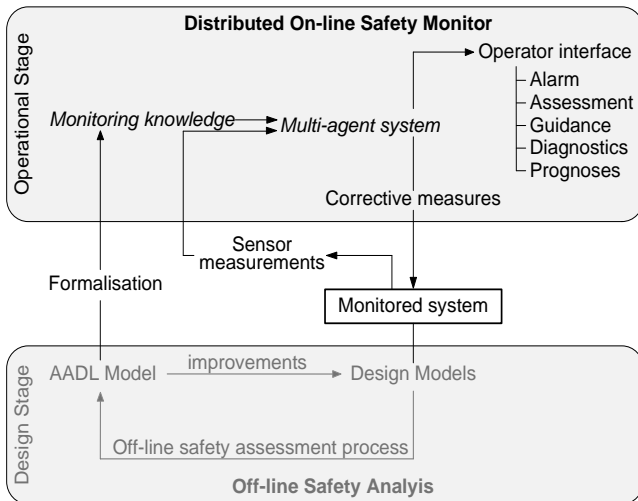 Distributed On-line Safety Monitor
Operational Stage
Operator interface
Alarm
Assessment
Guidance
Diagnostics
Prognoses
Monitoring knowledge
Multi-agent system
Corrective measures
Sensor
measurements
Formalisation
Monitored system
Design Stage
AADL Model
improvements
Design Models
Off-line safety assessment process
Off-line Safety Analyis